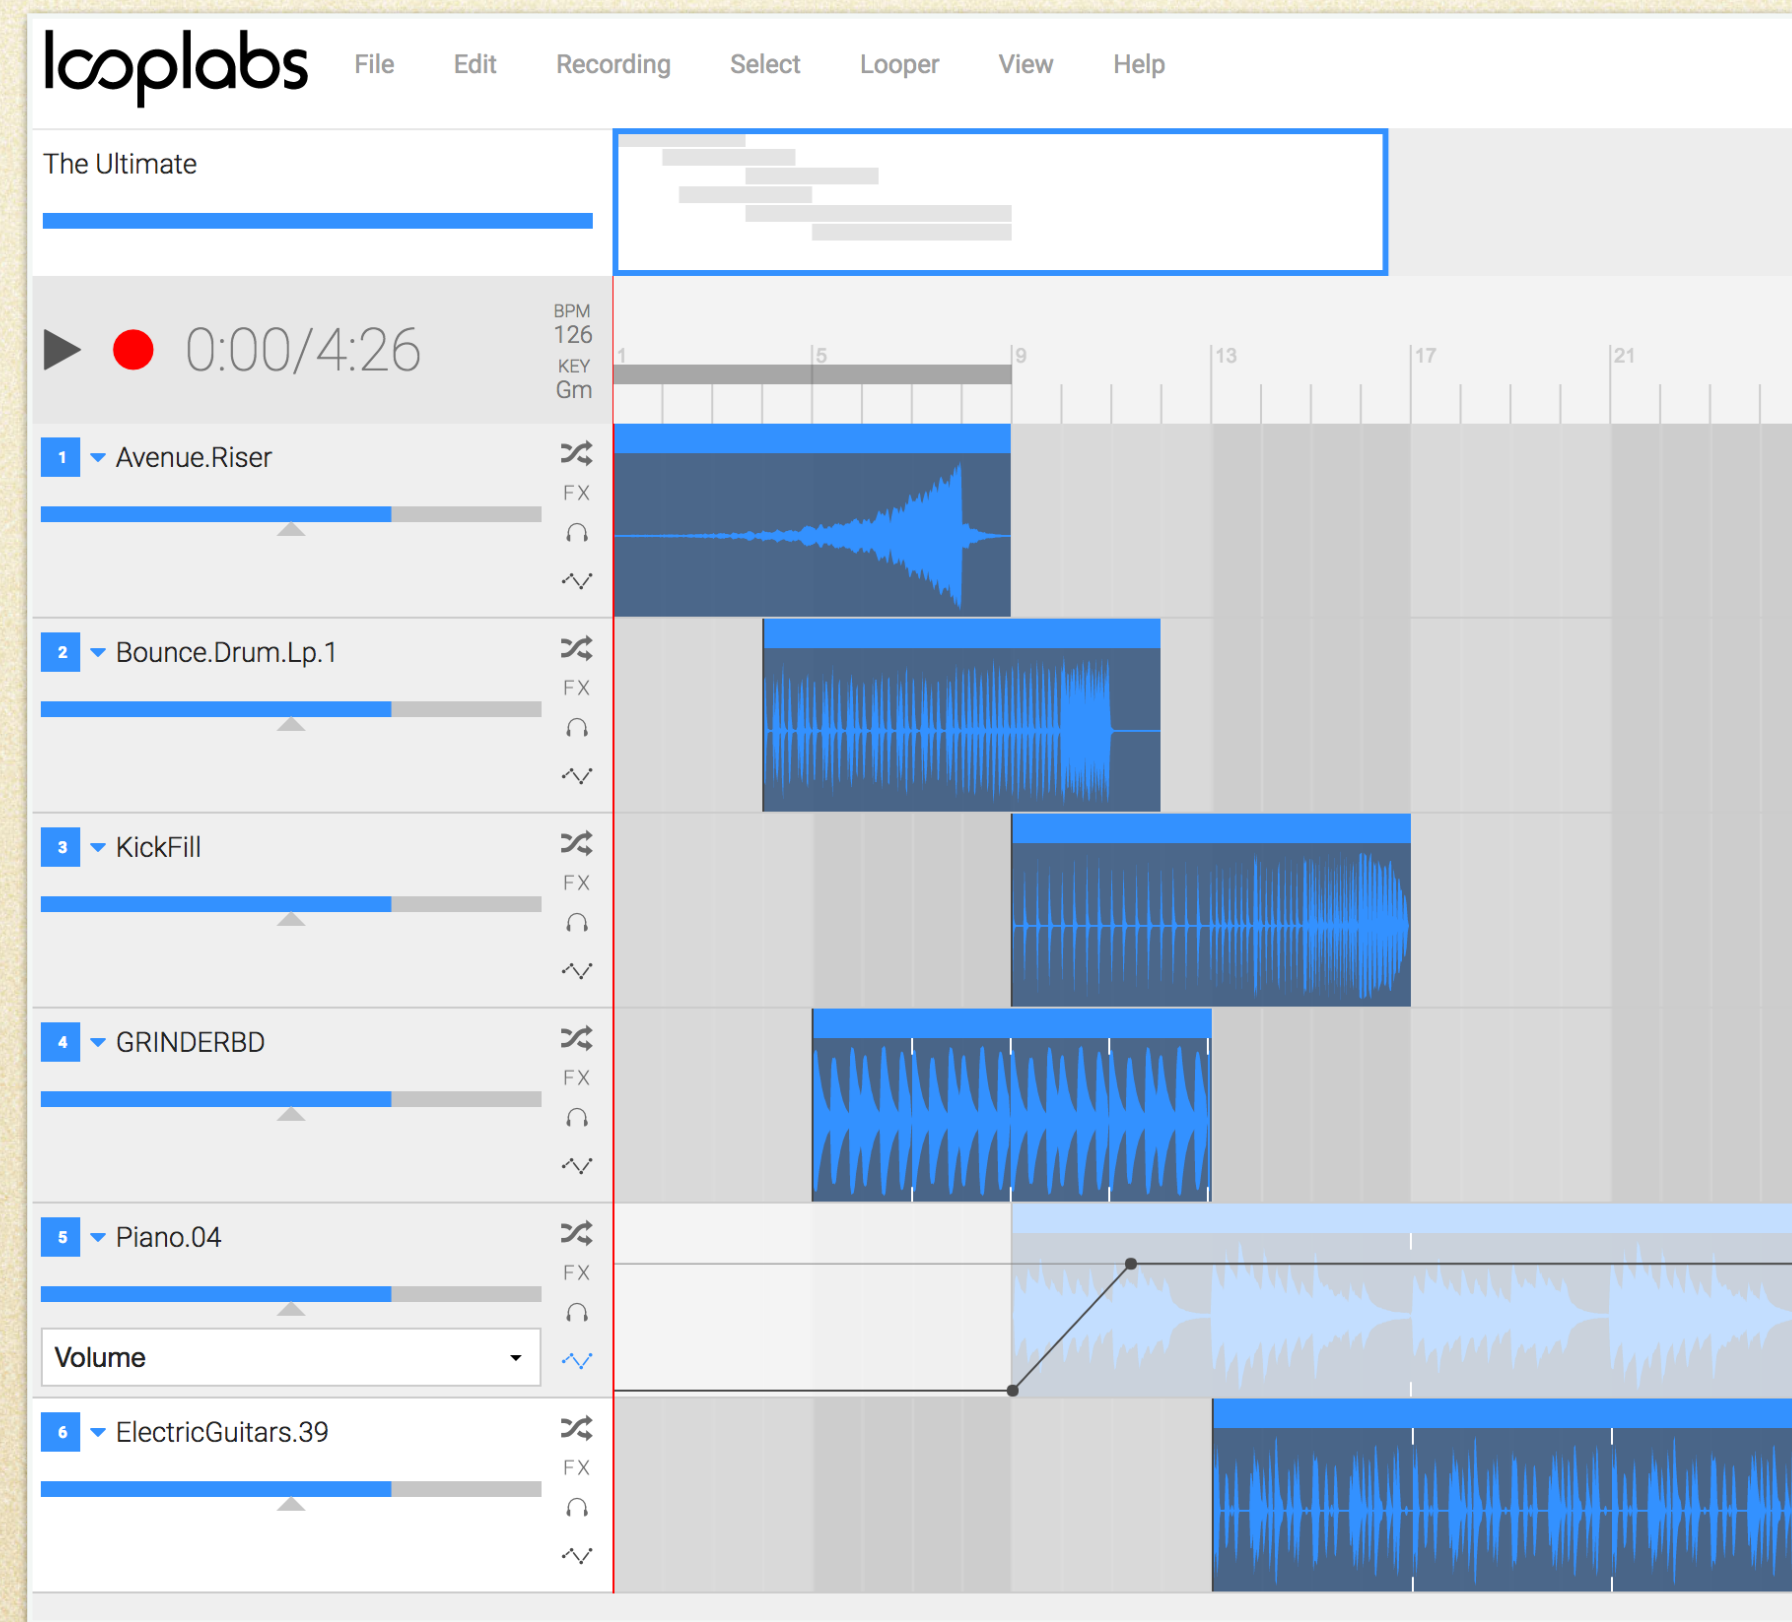 looplabs File Edit Recording Select Looper View Help
The Ultimate
0:00/4:26
BPM
126
KEY
Gm
1 5 9 13 17 21
1 Avenue.Riser
FX
2 Bounce.Drum.Lp.1
FX
3 KickFill
FX
4 GRINDERBD
FX
5 Piano.04
FX
Volume
6 ElectricGuitars.39
FX